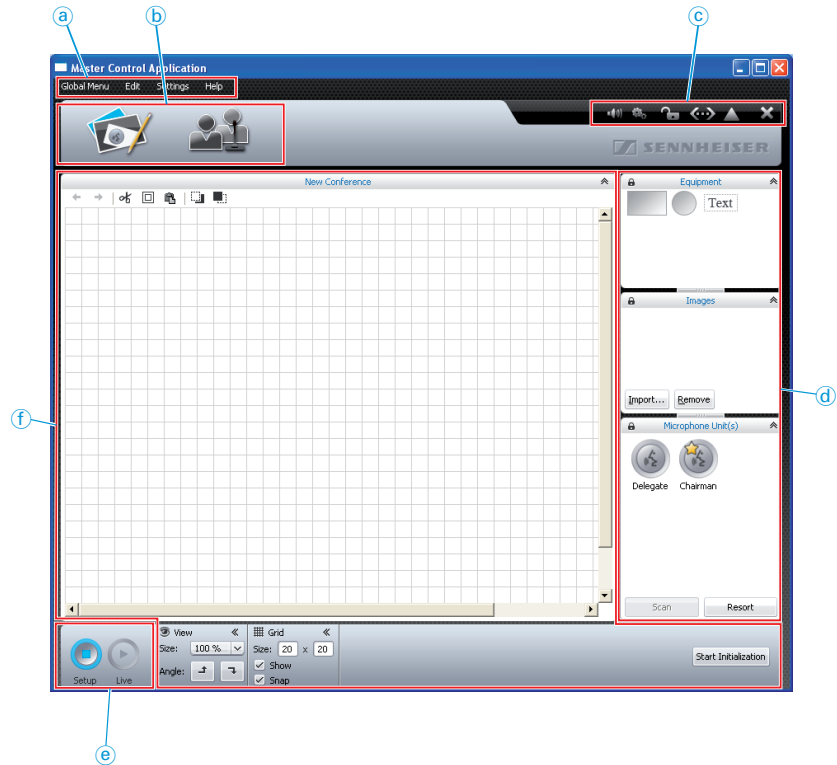 a
b
c
Master Control Application
Global Menu Edit Settings Help
SENNHEISER
New Conference
Equipment
Text
Images
Import... Remove
d
f
Microphone Unit(s)
Delegate Chairman
Scan Resort
View
Size: 100 %
Angle:
Grid
Size: 20 x 20
Show
Snap
Start Initialization
Setup Live
e